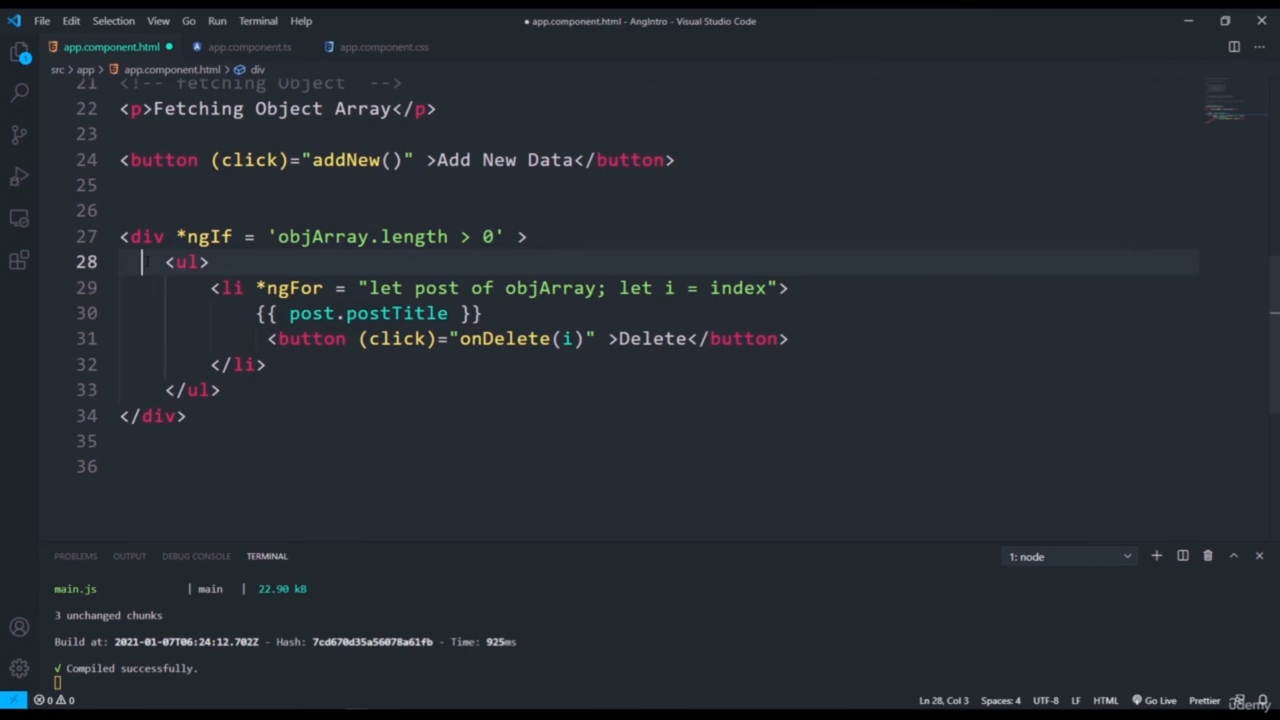 File Edit Selection View Go Run Terminal Help ● app.component.html - AngIntro - Visual Studio Code
app.component.html ● app.component.ts app.component.css
src > app > app.component.html > div
21 <!-- fetching Object -->
22 <p>Fetching Object Array</p>
23
24 <button (click)="addNew()" >Add New Data</button>
25
26
27 <div *ngIf = 'objArray.length > 0' >
28 <ul>
29 <li *ngFor = "let post of objArray; let i = index">
30 {{ post.postTitle }}
31 <button (click)="onDelete(i)" >Delete</button>
32 </li>
33 </ul>
34 </div>
35
36
PROBLEMS OUTPUT DEBUG CONSOLE TERMINAL 1: node
main.js | main | 22.90 kB
3 unchanged chunks
Build at: 2021-01-07T06:24:12.702Z - Hash: 7cd670d35a56078a61fb - Time: 925ms
√ Compiled successfully.
0 0 Ln 28, Col 3 Spaces: 4 UTF-8 LF HTML Go Live Prettier
udemy